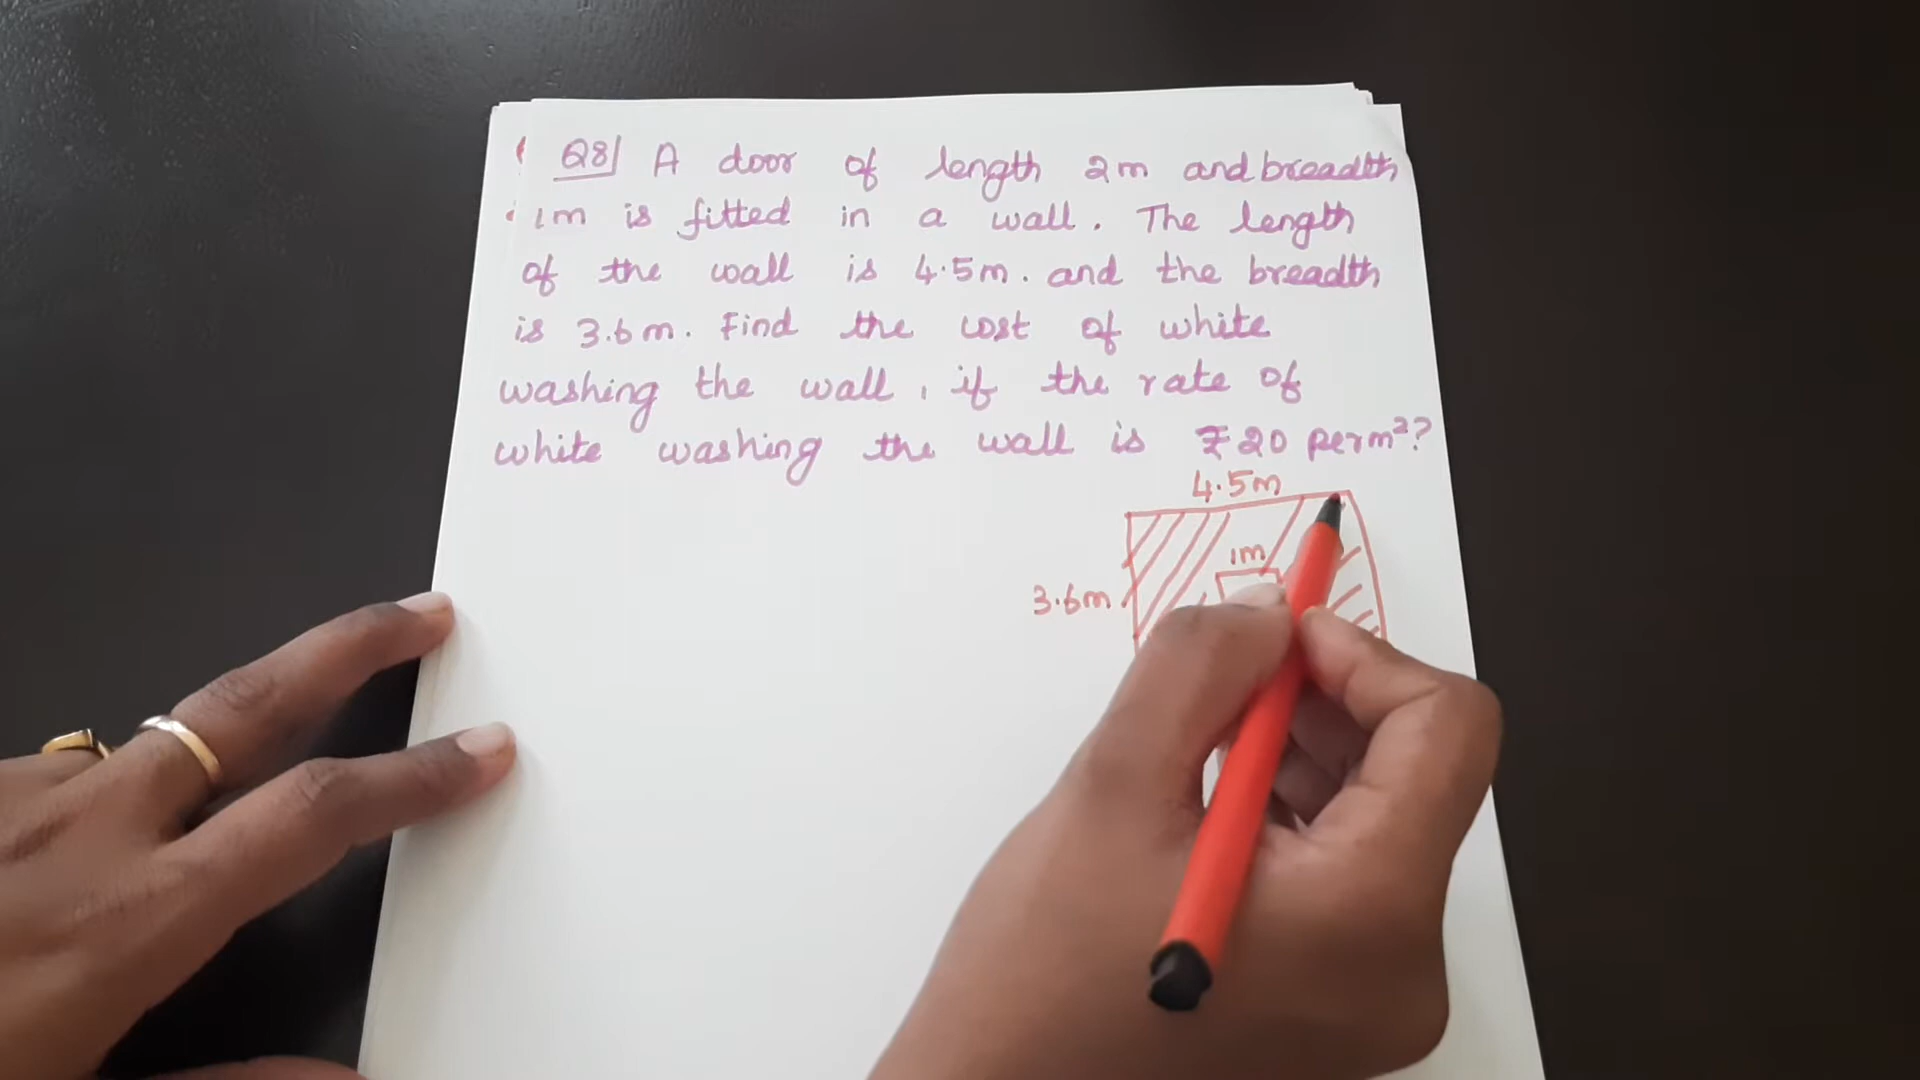 Q8 A door of length 2m and breadth
1m is fitted in a wall. The length
of the wall is 4.5m. and the breadth
is 3.6m. Find the cost of white
washing the wall, if the rate of
white washing the wall is ₹20 per m²?
4.5m
1m
3.6m